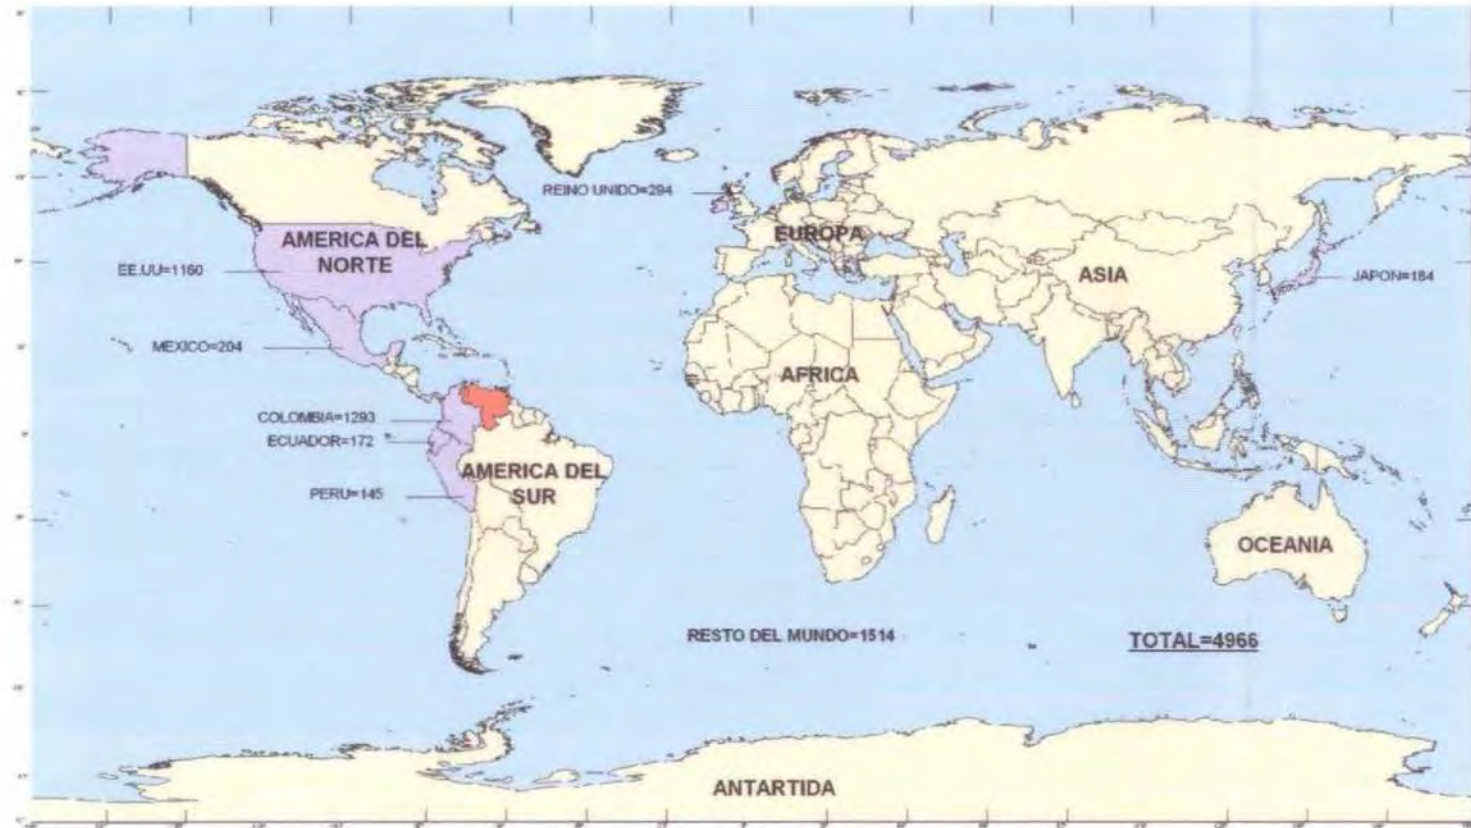 REINO UNIDO=294
AMERICA DEL
NORTE
EUROPA
ASIA
EE.UU=1160
JAPON=184
MEXICO=204
AFRICA
COLOMBIA=1293
ECUADOR=172
AMERICA DEL
SUR
PERU=145
OCEANIA
RESTO DEL MUNDO=1514
TOTAL=4966
ANTARTIDA